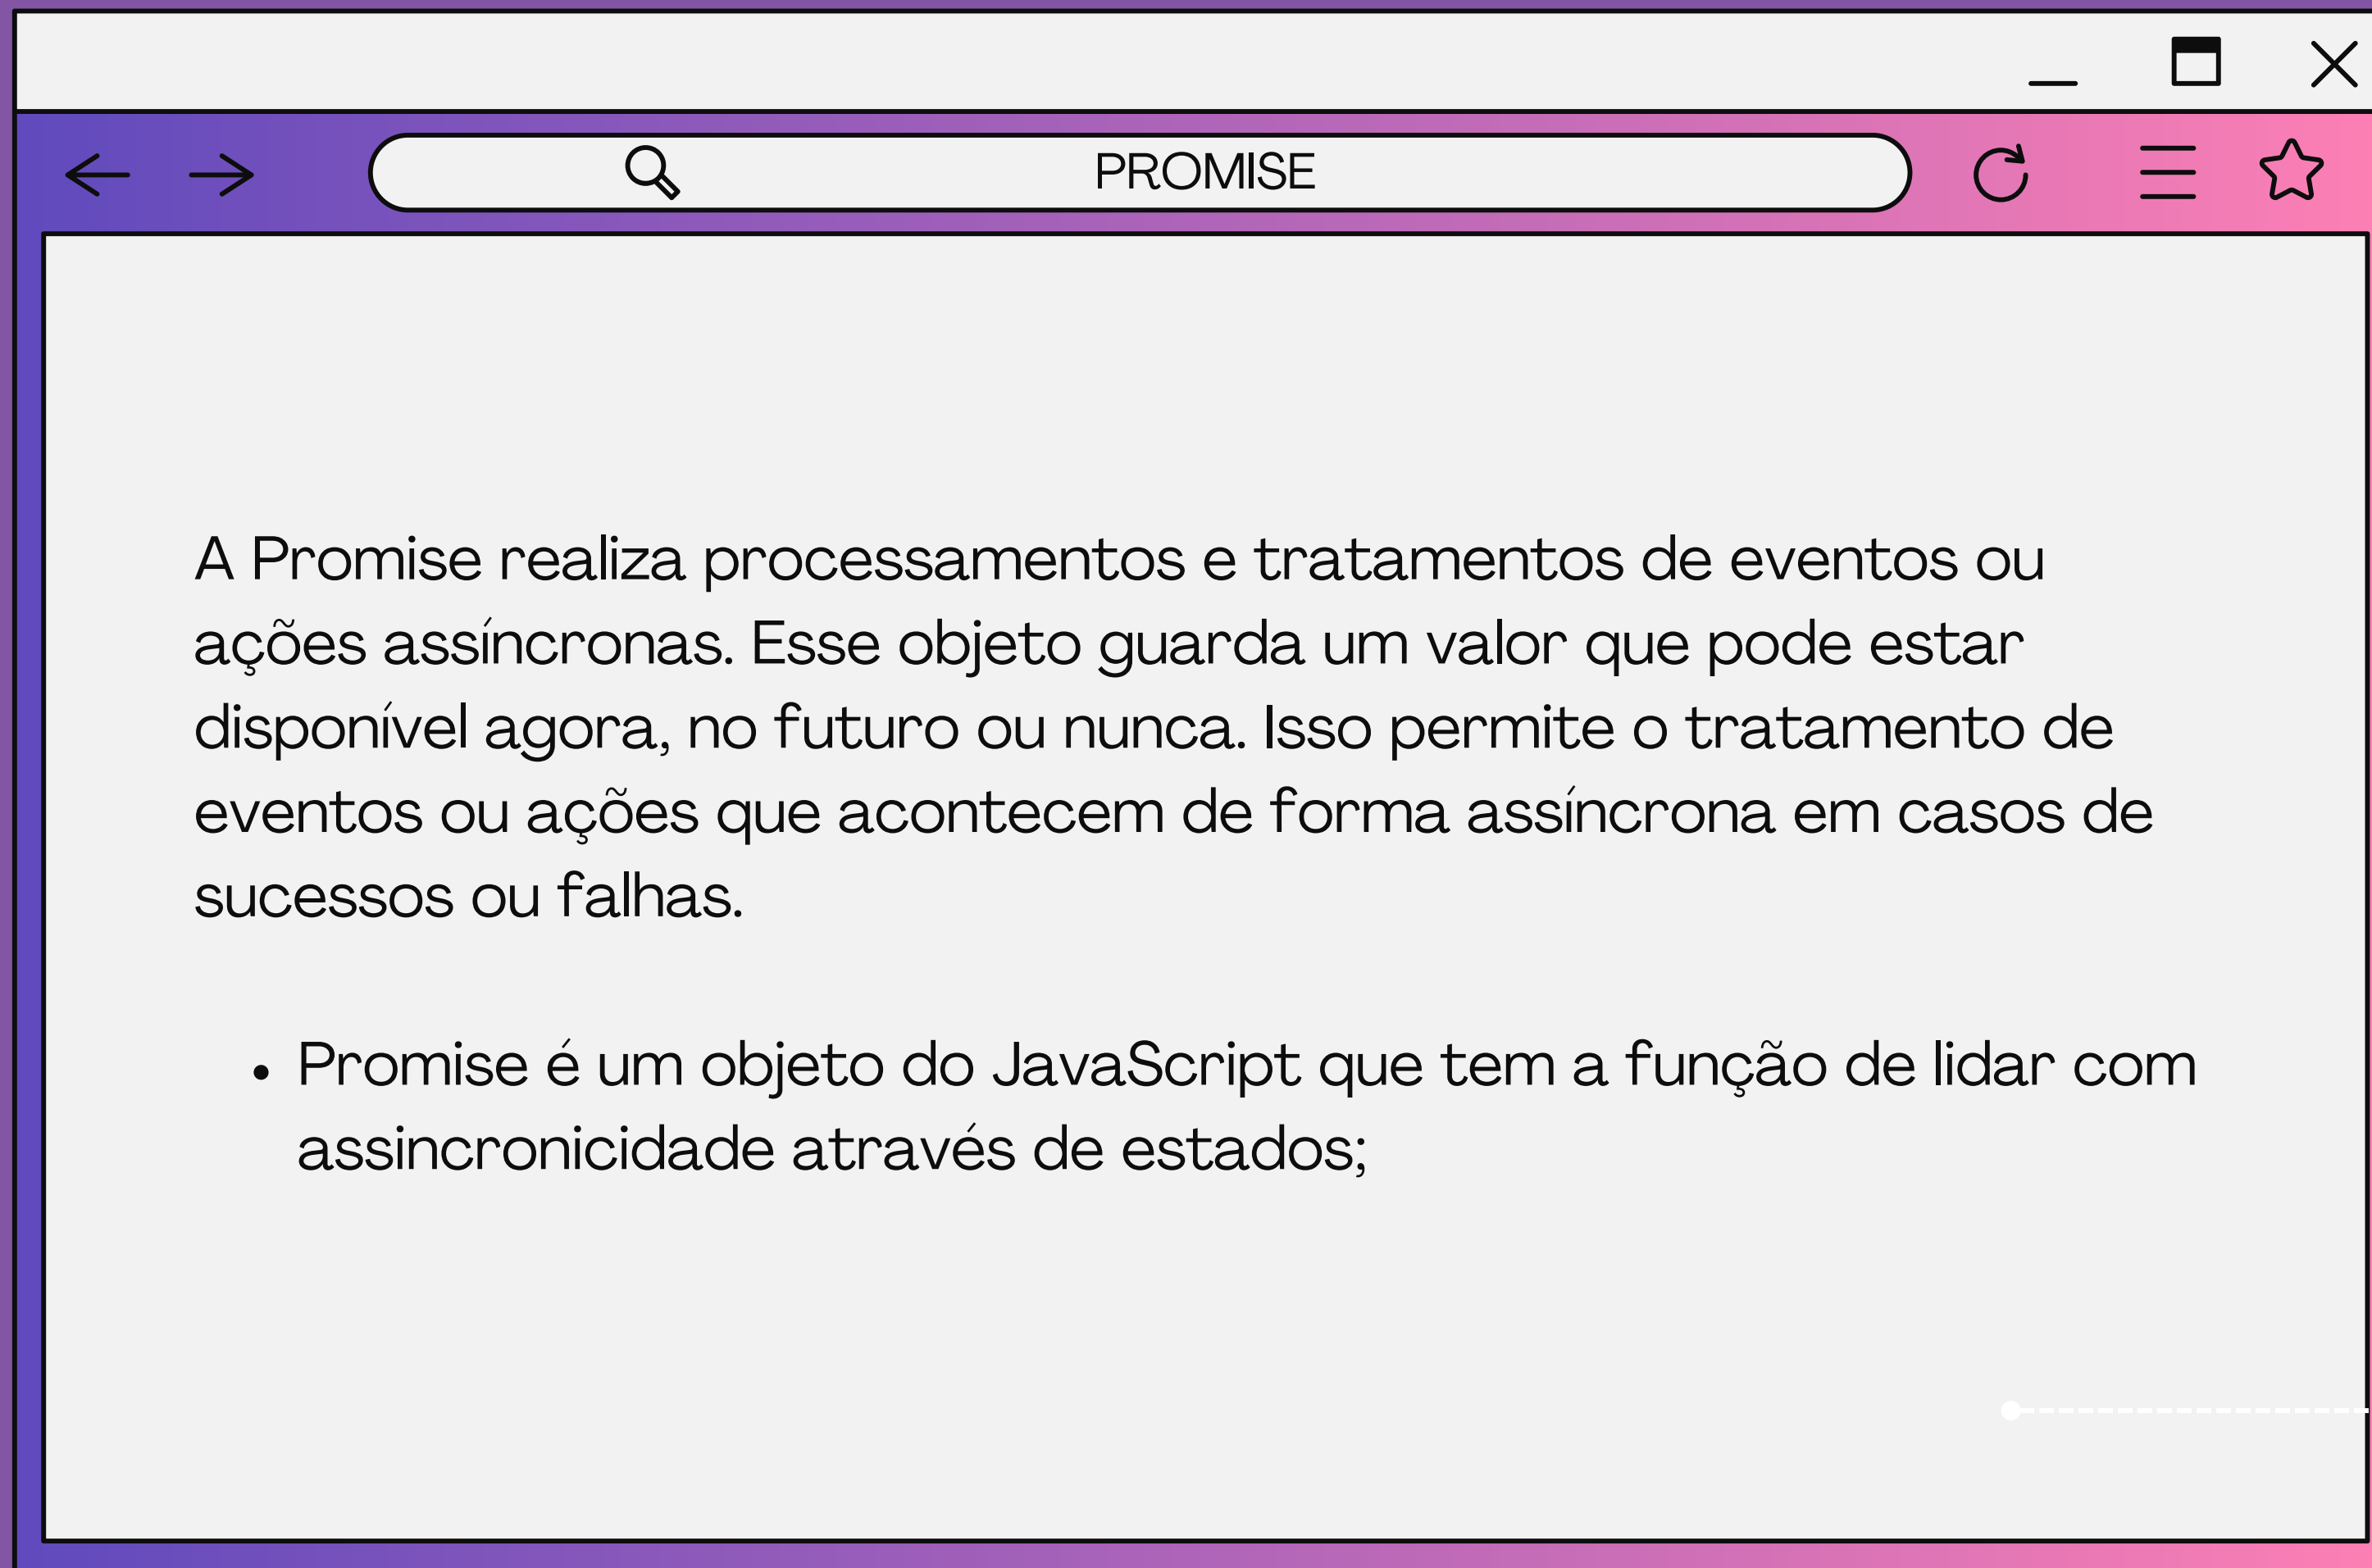 PROMISE
A Promise realiza processamentos e tratamentos de eventos ou
ações assíncronas. Esse objeto guarda um valor que pode estar
disponível agora, no futuro ou nunca. Isso permite o tratamento de
eventos ou ações que acontecem de forma assíncrona em casos de
sucessos ou falhas.
• Promise é um objeto do JavaScript que tem a função de lidar com
assincronicidade através de estados;